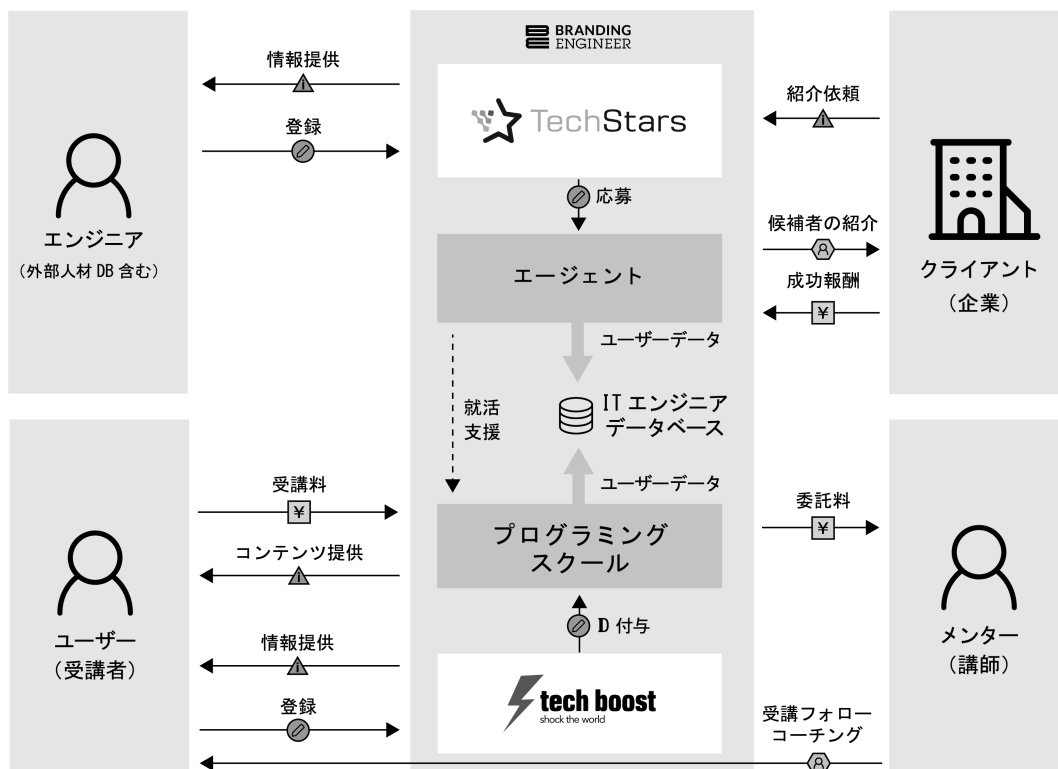 BRANDING
ENGINEER
情報提供
登録
エンジニア
(外部人材 DB 含む)
TechStars
応募
エージェント
紹介依頼
候補者の紹介
成功報酬
クライアント
(企業)
ユーザーデータ
IT エンジニア
データベース
ユーザーデータ
就活
支援
受講料
コンテンツ提供
情報提供
登録
ユーザー
(受講者)
プログラミング
スクール
D 付与
tech boost
shock the world
委託料
メンター
(講師)
受講フォロー
コーチング